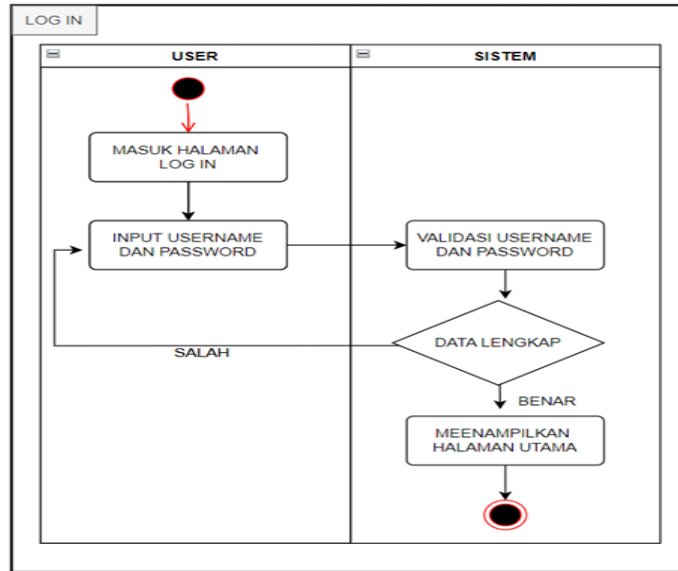 LOG IN
USER
SISTEM
MASUK HALAMAN
LOG IN
INPUT USERNAME
DAN PASSWORD
VALIDASI USERNAME
DAN PASSWORD
DATA LENGKAP
SALAH
BENAR
MEENAMPILKAN
HALAMAN UTAMA